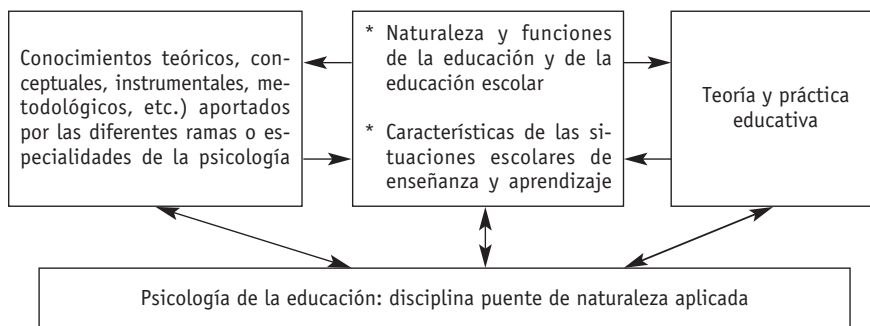 Conocimientos teóricos, con-
ceptuales, instrumentales, me-
todológicos, etc.) aportados
por las diferentes ramas o es-
pecialidades de la psicología
* Naturaleza y funciones
de la educación y de la
educación escolar
* Características de las si-
tuaciones escolares de
enseñanza y aprendizaje
Teoría y práctica
educativa
Psicología de la educación: disciplina puente de naturaleza aplicada